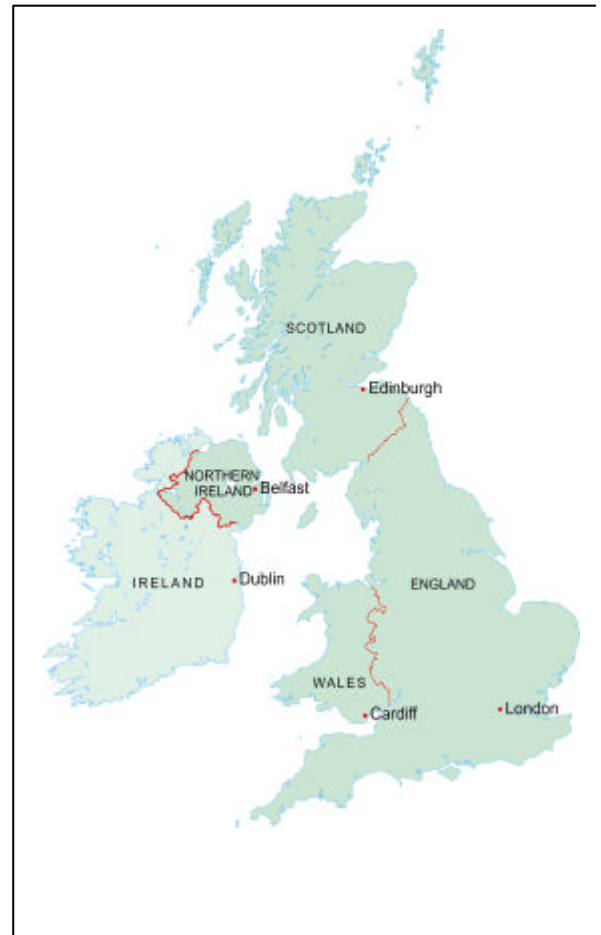 SCOTLAND
Edinburgh
NORTHERN
IRELAND
Belfast
IRELAND
Dublin
ENGLAND
WALES
Cardiff
London